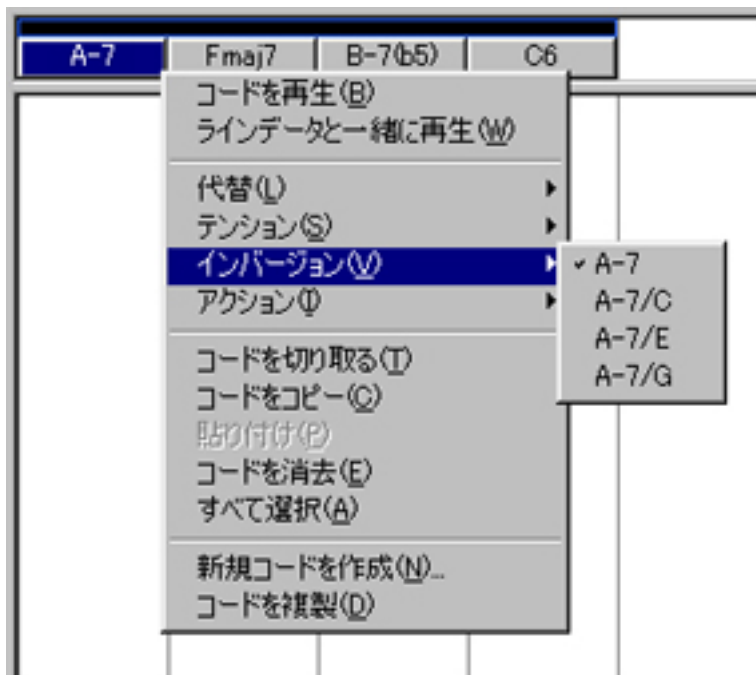 A-7 Fmaj7 B-7(b5) C6
コードを再生(B)
ラインデータと一緒に再生(W)
代替(L)
テンション(S)
インバージョン(V)
アクション(I)
コードを切り取る(T)
コードをコピー(C)
貼り付け(P)
コードを消去(E)
すべて選択(A)
新規コードを作成(N)...
コードを複製(D)
A-7
A-7/C
A-7/E
A-7/G